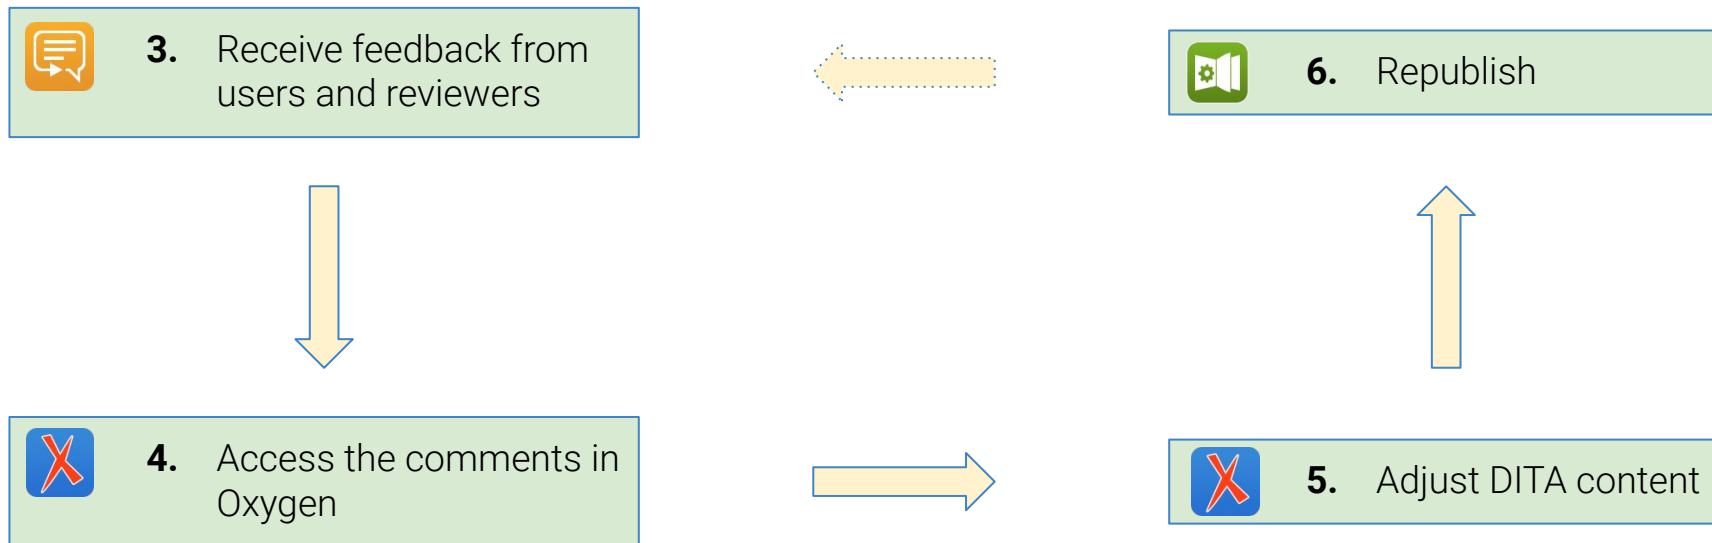 3. Receive feedback from
users and reviewers
4. Access the comments in
Oxygen
5. Adjust DITA content
6. Republish